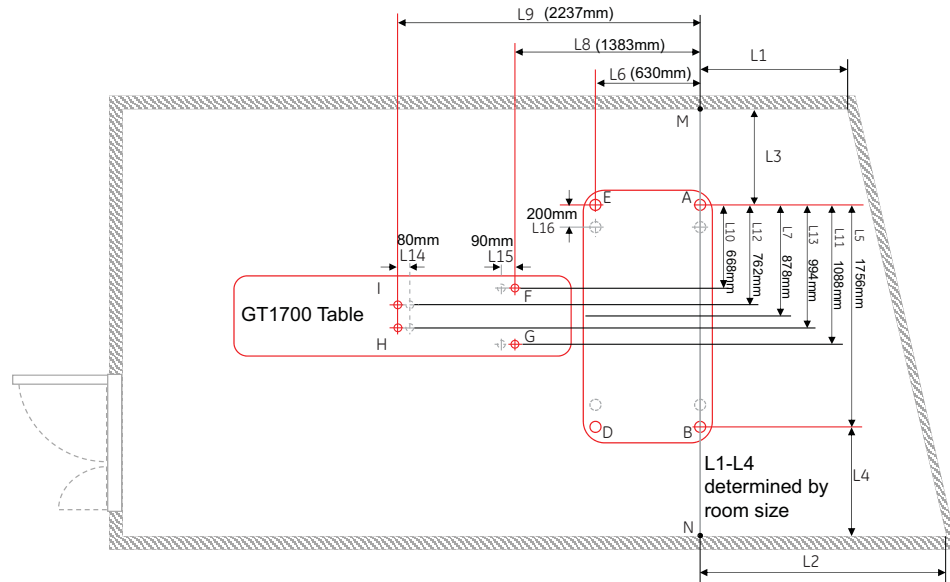 L9 (2237mm)
L8 (1383mm)
L6 (630mm)
L1
M
L3
E
A
200mm
L16
80mm
L14
90mm
L15
L10 668mm
L12 762mm
L7 878mm
L13 994mm
L11 1088mm
L5 1756mm
I
F
GT1700 Table
H
G
D
B
L1-L4
determined by
room size
L4
N
L2